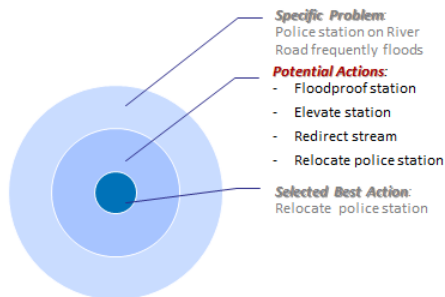 Specific Problem:
Police station on River
Road frequently floods
Potential Actions:
- Floodproof station
- Elevate station
- Redirect stream
- Relocate police station
Selected Best Action:
Relocate police station